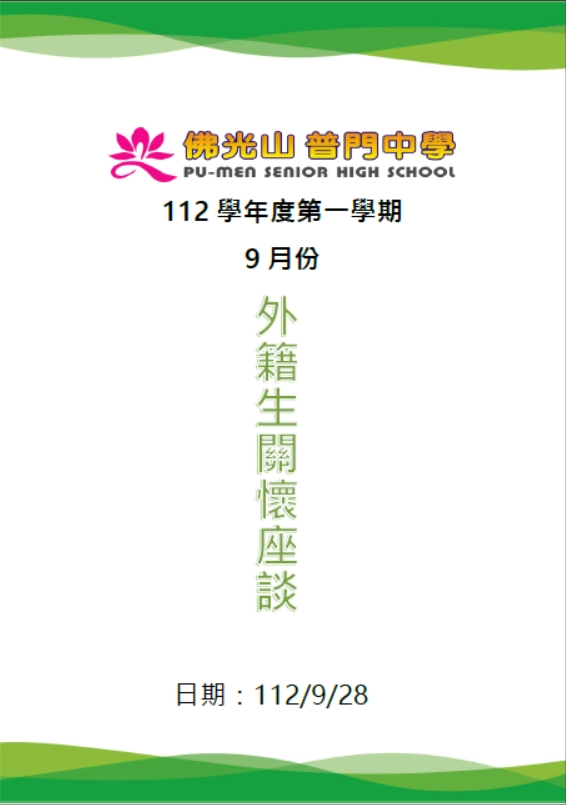 佛光山 普門中學
PU-MEN SENIOR HIGH SCHOOL
112 學年度第一學期
9 月份
外籍生關懷座談
日期：112/9/28